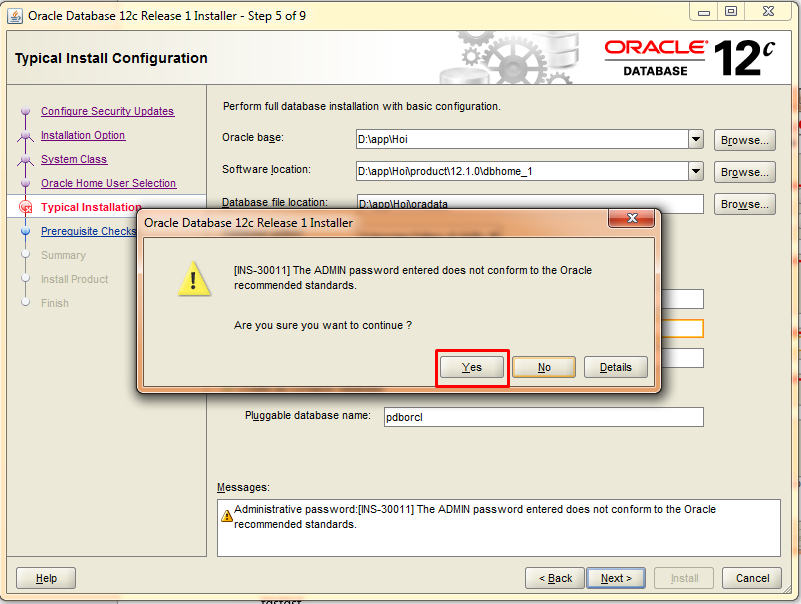 Oracle Database 12c Release 1 Installer - Step 5 of 9
Typical Install Configuration
ORACLE®
DATABASE
12c
Configure Security Updates
Installation Option
System Class
Oracle Home User Selection
Typical Installation
Prerequisite Checks
Summary
Install Product
Finish
Perform full database installation with basic configuration.
Oracle base:
D:\app\Hoi
Browse...
Software location:
D:\app\Hoi\product\12.1.0\dbhome_1
Browse...
Database file location:
D:\app\Hoi\oradata
Browse...
Oracle Database 12c Release 1 Installer
[INS-30011] The ADMIN password entered does not conform to the Oracle
recommended standards.
Are you sure you want to continue ?
Yes
No
Details
Pluggable database name:
pdborcl
Messages:
Administrative password:[INS-30011] The ADMIN password entered does not conform to the Oracle
recommended standards.
Help
< Back
Next >
Install
Cancel